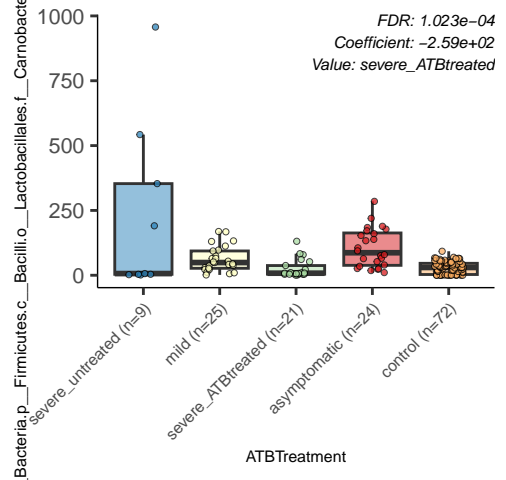 _Bacteria.p__Firmicutes.c__Bacilli.o__Lactobacillales.f__Carnobacte
1000
750
500
250
0
FDR: 1.023e−04
Coefficient: −2.59e+02
Value: severe_ATBtreated
severe_untreated (n=9)
mild (n=25)
severe_ATBtreated (n=21)
asymptomatic (n=24)
control (n=72)
ATBTreatment